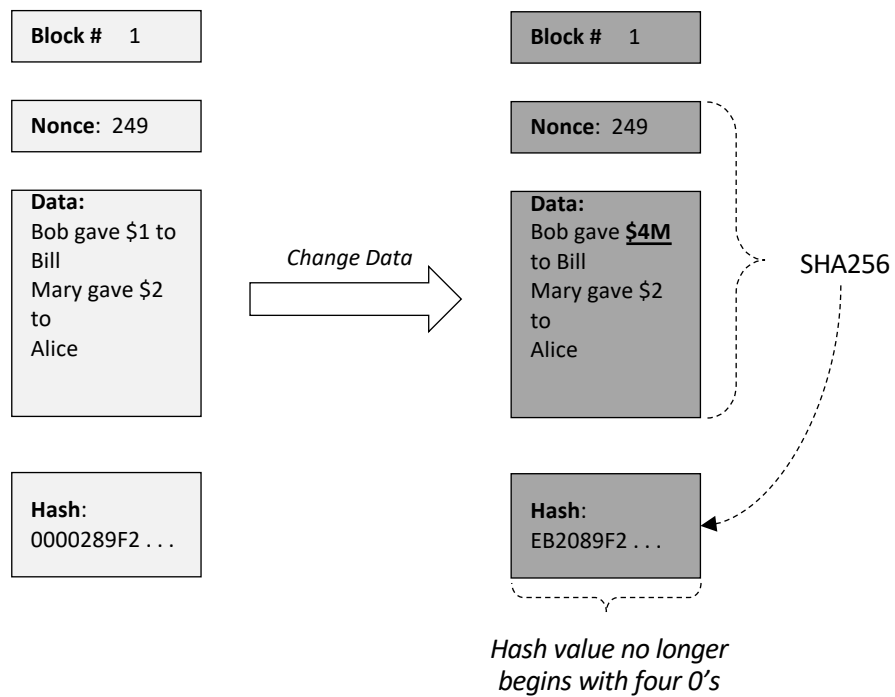 Block # 1
Nonce: 249
Data:
Bob gave $1 to
Bill
Mary gave $2
to
Alice
Hash:
0000289F2 . . .
Change Data
Block # 1
Nonce: 249
Data:
Bob gave $4M
to Bill
Mary gave $2
to
Alice
SHA256
Hash:
EB2089F2 . . .
Hash value no longer
begins with four 0’s